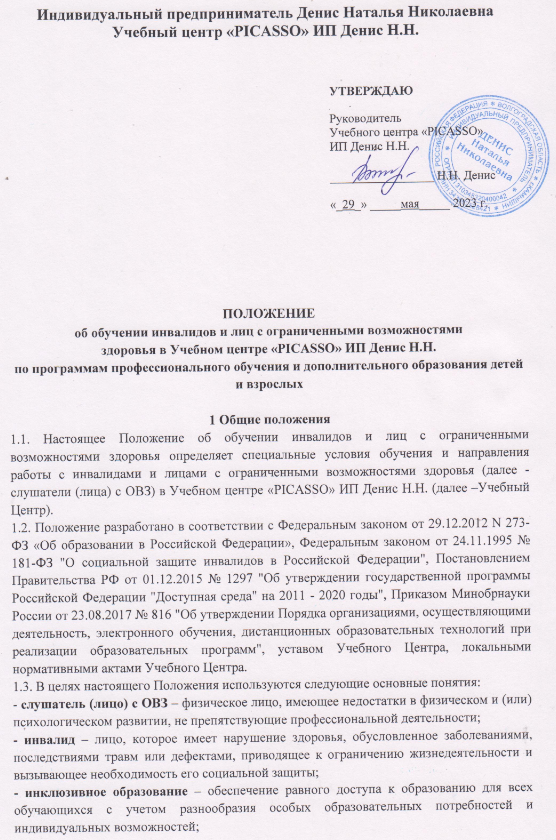 Индивидуальный предприниматель Денис Наталья Николаевна
Учебный центр «PICASSO» ИП Денис Н.Н.
УТВЕРЖДАЮ
Руководитель
Учебного центра «PICASSO»
ИП Денис Н.Н.
Н.Н. Денис
« 29 » мая 2023 г.
ДЕНИС
Наталья
Николаевна
ПОЛОЖЕНИЕ
об обучении инвалидов и лиц с ограниченными возможностями
здоровья в Учебном центре «PICASSO» ИП Денис Н.Н.
по программам профессионального обучения и дополнительного образования детей
и взрослых
1 Общие положения
1.1. Настоящее Положение об обучении инвалидов и лиц с ограниченными
возможностями здоровья определяет специальные условия обучения и направления
работы с инвалидами и лицами с ограниченными возможностями здоровья (далее -
слушатели (лица) с ОВЗ) в Учебном центре «PICASSO» ИП Денис Н.Н. (далее –Учебный
Центр).
1.2. Положение разработано в соответствии с Федеральным законом от 29.12.2012 N 273-
ФЗ «Об образовании в Российской Федерации», Федеральным законом от 24.11.1995 №
181-ФЗ "О социальной защите инвалидов в Российской Федерации", Постановлением
Правительства РФ от 01.12.2015 № 1297 "Об утверждении государственной программы
Российской Федерации "Доступная среда" на 2011 - 2020 годы", Приказом Минобрнауки
России от 23.08.2017 № 816 "Об утверждении Порядка организациями, осуществляющими
деятельность, электронного обучения, дистанционных образовательных технологий при
реализации образовательных программ", уставом Учебного Центра, локальными
нормативными актами Учебного Центра.
1.3. В целях настоящего Положения используются следующие основные понятия:
- слушатель (лицо) с ОВЗ – физическое лицо, имеющее недостатки в физическом и (или)
психологическом развитии, не препятствующие профессиональной деятельности;
- инвалид – лицо, которое имеет нарушение здоровья, обусловленное заболеваниями,
последствиями травм или дефектами, приводящее к ограничению жизнедеятельности и
вызывающее необходимость его социальной защиты;
- инклюзивное образование – обеспечение равного доступа к образованию для всех
обучающихся с учетом разнообразия особых образовательных потребностей и
индивидуальных возможностей;